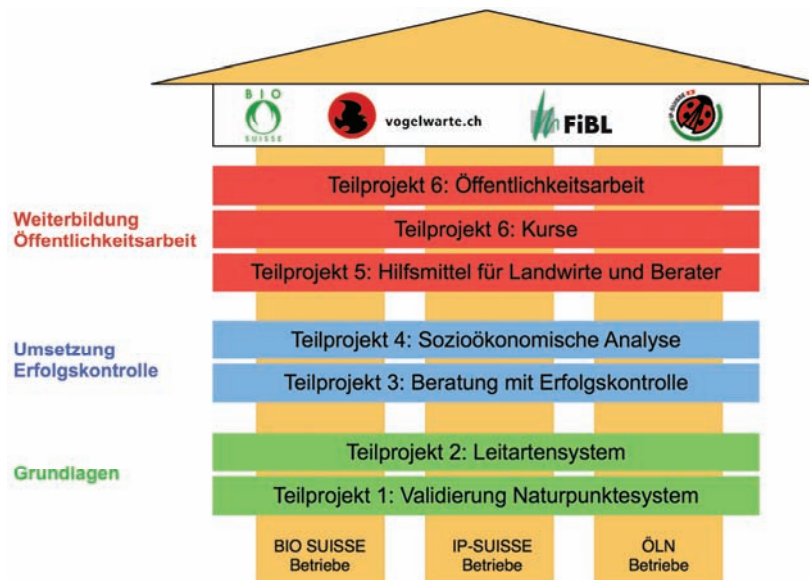 BIO
SUISSE
vogelwarte.ch
FiBL
IP-SUISSE
Teilprojekt 6: Öffentlichkeitsarbeit
Weiterbildung
Öffentlichkeitsarbeit
Teilprojekt 6: Kurse
Teilprojekt 5: Hilfsmittel für Landwirte und Berater
Umsetzung
Erfolgskontrolle
Teilprojekt 4: Sozioökonomische Analyse
Teilprojekt 3: Beratung mit Erfolgskontrolle
Grundlagen
Teilprojekt 2: Leitartensystem
Teilprojekt 1: Validierung Naturpunktesystem
BIO SUISSE
Betriebe
IP-SUISSE
Betriebe
ÖLN
Betriebe